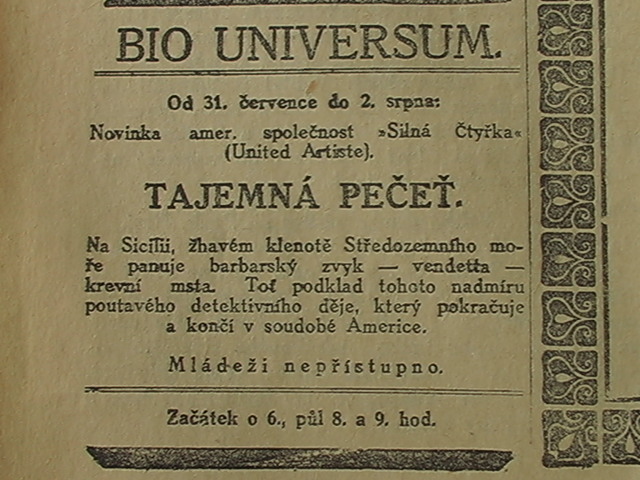 BIO UNIVERSUM.
Od 31. července do 2. srpna:
Novinka amer. společnost »Silná Čtyřka«
(United Artiste).
TAJEMNÁ PEČEŤ.
Na Sicílii, žhavém klenotě Středozemního mo-
ře panuje barbarský zvyk — vendetta —
krevní msta. Toť podklad tohoto nadmíru
poutavého detektivního děje, který pokračuje
a končí v soudobé Americe.
Mládeži nepřístupno.
Začátek o 6., půl 8. a 9. hod.